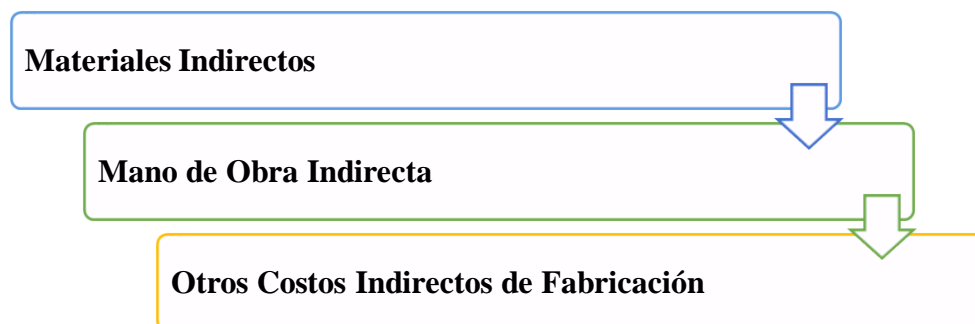 Materiales Indirectos
Mano de Obra Indirecta
Otros Costos Indirectos de Fabricación